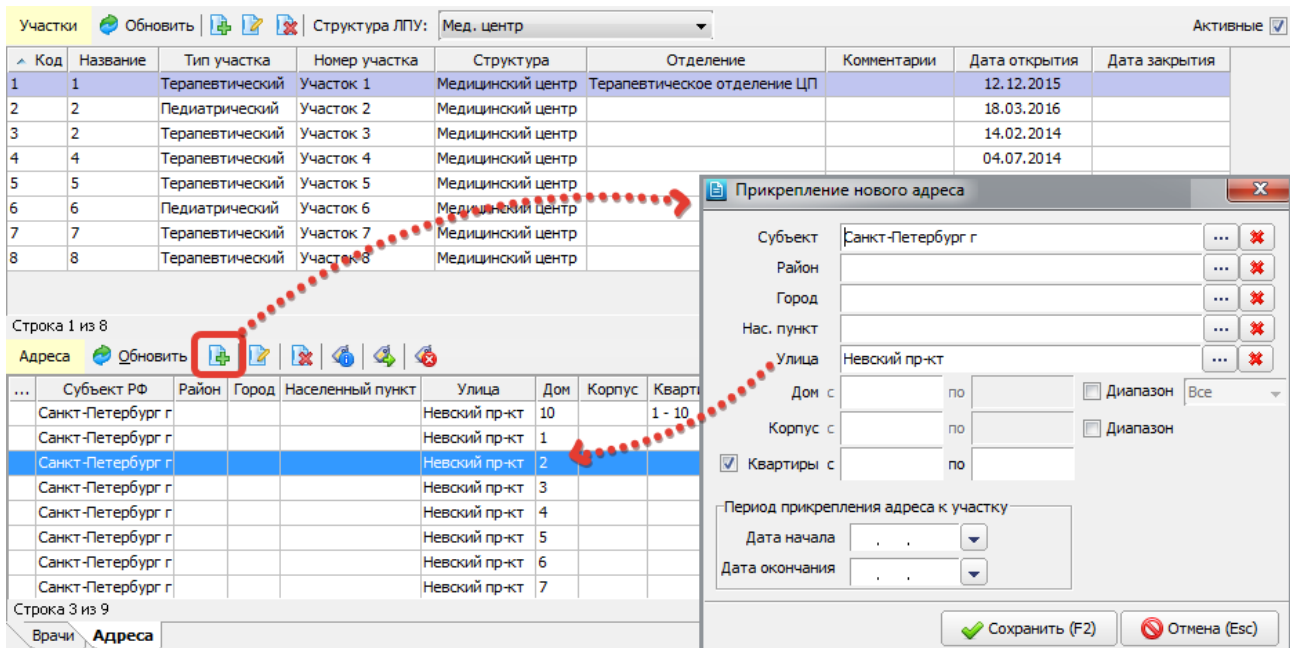 Участки Обновить Структура ЛПУ: Мед. центр Активные
Код Название Тип участка Номер участка Структура Отделение Комментарии Дата открытия Дата закрытия
1 1 Терапевтический Участок 1 Медицинский центр Терапевтическое отделение ЦП 12.12.2015
2 2 Педиатрический Участок 2 Медицинский центр 18.03.2016
3 2 Терапевтический Участок 3 Медицинский центр 14.02.2014
4 4 Терапевтический Участок 4 Медицинский центр 04.07.2014
5 5 Терапевтический Участок 5 Медицинский центр
6 6 Педиатрический Участок 6 Медицинский центр
7 7 Терапевтический Участок 7 Медицинский центр
8 8 Терапевтический Участок 8 Медицинский центр
Строка 1 из 8
Адреса Обновить
... Субъект РФ Район Город Населенный пункт Улица Дом Корпус Кварти
Санкт-Петербург г Невский пр-кт 10 1 - 10
Санкт-Петербург г Невский пр-кт 1
Санкт-Петербург г Невский пр-кт 2
Санкт-Петербург г Невский пр-кт 3
Санкт-Петербург г Невский пр-кт 4
Санкт-Петербург г Невский пр-кт 5
Санкт-Петербург г Невский пр-кт 6
Санкт-Петербург г Невский пр-кт 7
Строка 3 из 9
Врачи Адреса
Прикрепление нового адреса
Субъект Санкт-Петербург г ...
Район ...
Город ...
Нас. пункт ...
Улица Невский пр-кт ...
Дом с по Диапазон Все
Корпус с по Диапазон
Квартиры с по
Период прикрепления адреса к участку
Дата начала . .
Дата окончания . .
Сохранить (F2) Отмена (Esc)